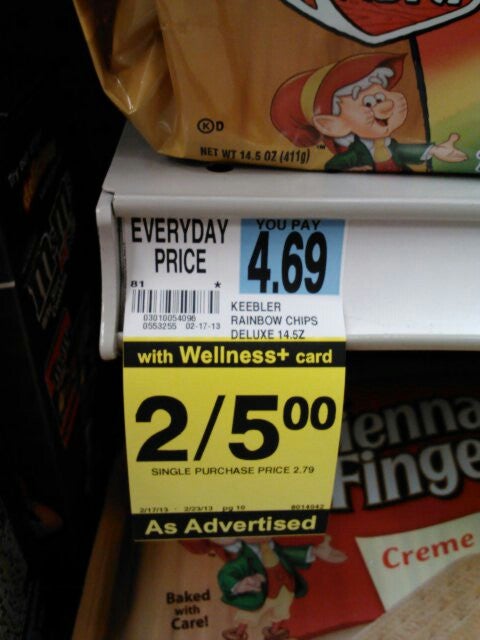 KD
NET WT 14.5 OZ (411g)
EVERYDAY
PRICE
YOU PAY
4.69
81 *
03010054096
0553255 02-17-13
KEEBLER
RAINBOW CHIPS
DELUXE 14.5Z
with Wellness+ card
2/5 00
SINGLE PURCHASE PRICE 2.79
2/17/13 - 2/23/13 pg 10
As Advertised
ienna
Finge
Creme
Baked
with
Care!